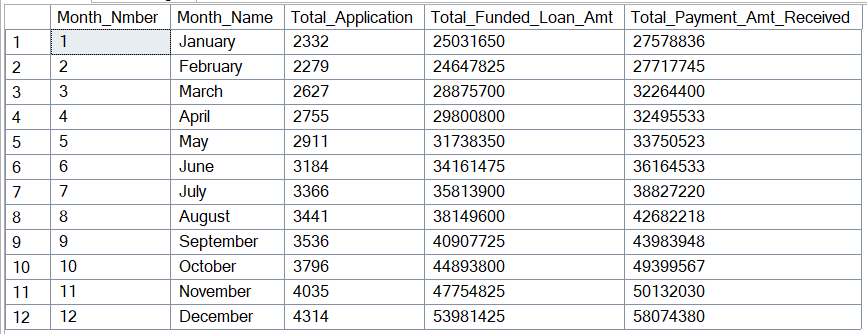 Month_Nmber Month_Name Total_Application Total_Funded_Loan_Amt Total_Payment_Amt_Received
1 1 January 2332 25031650 27578836
2 2 February 2279 24647825 27717745
3 3 March 2627 28875700 32264400
4 4 April 2755 29800800 32495533
5 5 May 2911 31738350 33750523
6 6 June 3184 34161475 36164533
7 7 July 3366 35813900 38827220
8 8 August 3441 38149600 42682218
9 9 September 3536 40907725 43983948
10 10 October 3796 44893800 49399567
11 11 November 4035 47754825 50132030
12 12 December 4314 53981425 58074380